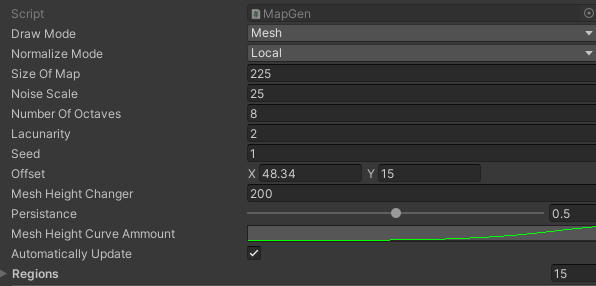 Script MapGen
Draw Mode Mesh
Normalize Mode Local
Size Of Map 225
Noise Scale 25
Number Of Octaves 8
Lacunarity 2
Seed 1
Offset X 48.34 Y 15
Mesh Height Changer 200
Persistance 0.5
Mesh Height Curve Ammount
Automatically Update
Regions 15